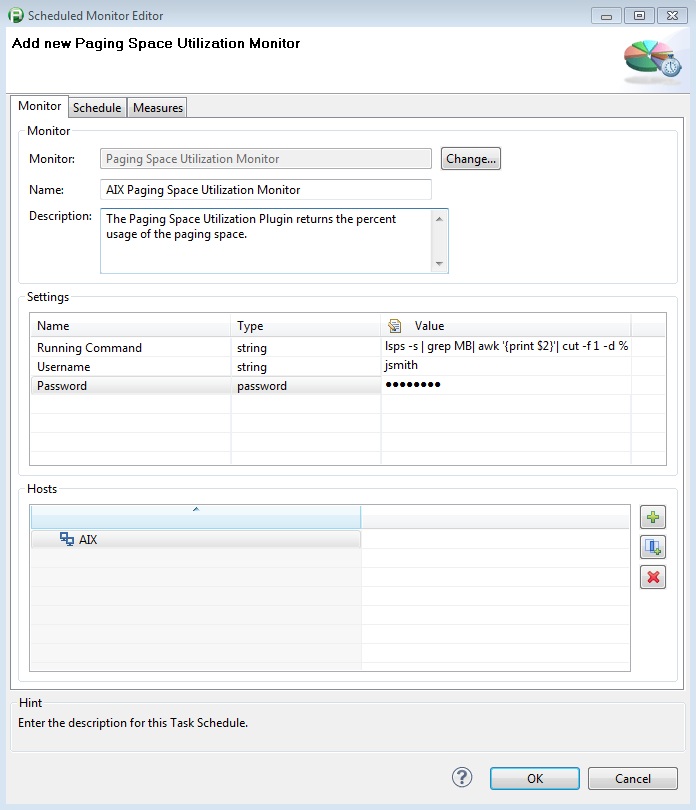 Scheduled Monitor Editor
Add new Paging Space Utilization Monitor
Monitor Schedule Measures
Monitor
Monitor: Paging Space Utilization Monitor Change...
Name: AIX Paging Space Utilization Monitor
Description: The Paging Space Utilization Plugin returns the percent
usage of the paging space.
Settings
Name Type Value
Running Command string lsps -s | grep MB| awk '{print $2}'| cut -f 1 -d %
Username string jsmith
Password password ●●●●●●●●
Hosts
AIX
Hint
Enter the description for this Task Schedule.
? OK Cancel